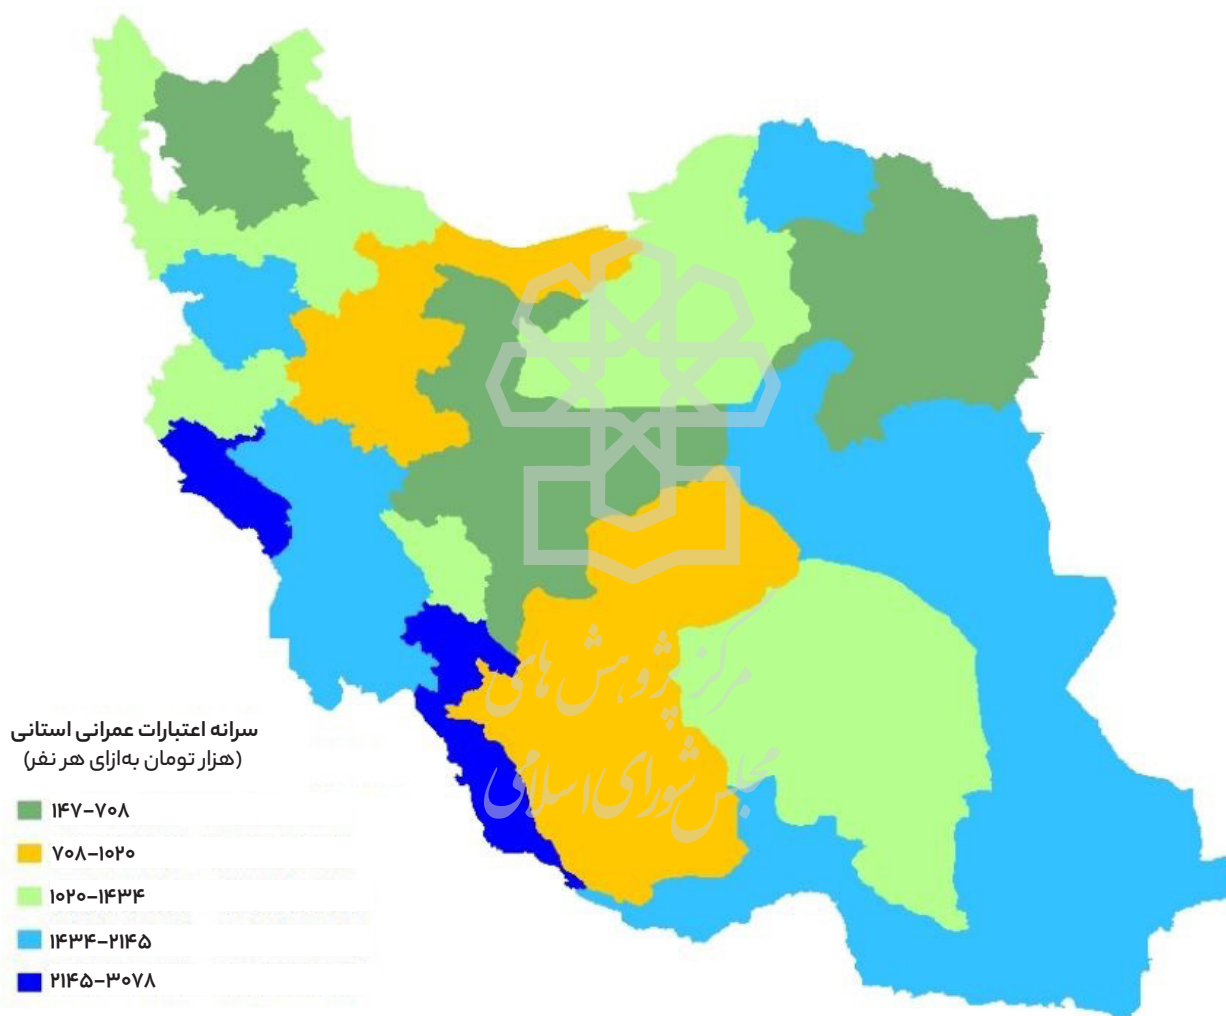 مرکز پژوهش های
مجلس شورای اسلامی
سرانه اعتبارات عمرانی استانی
(هزار تومان به‌ازای هر نفر)
۱۴۷-۷۰۸
۷۰۸-۱۰۲۰
۱۰۲۰-۱۴۳۴
۱۴۳۴-۲۱۴۵
۲۱۴۵-۳۰۷۸